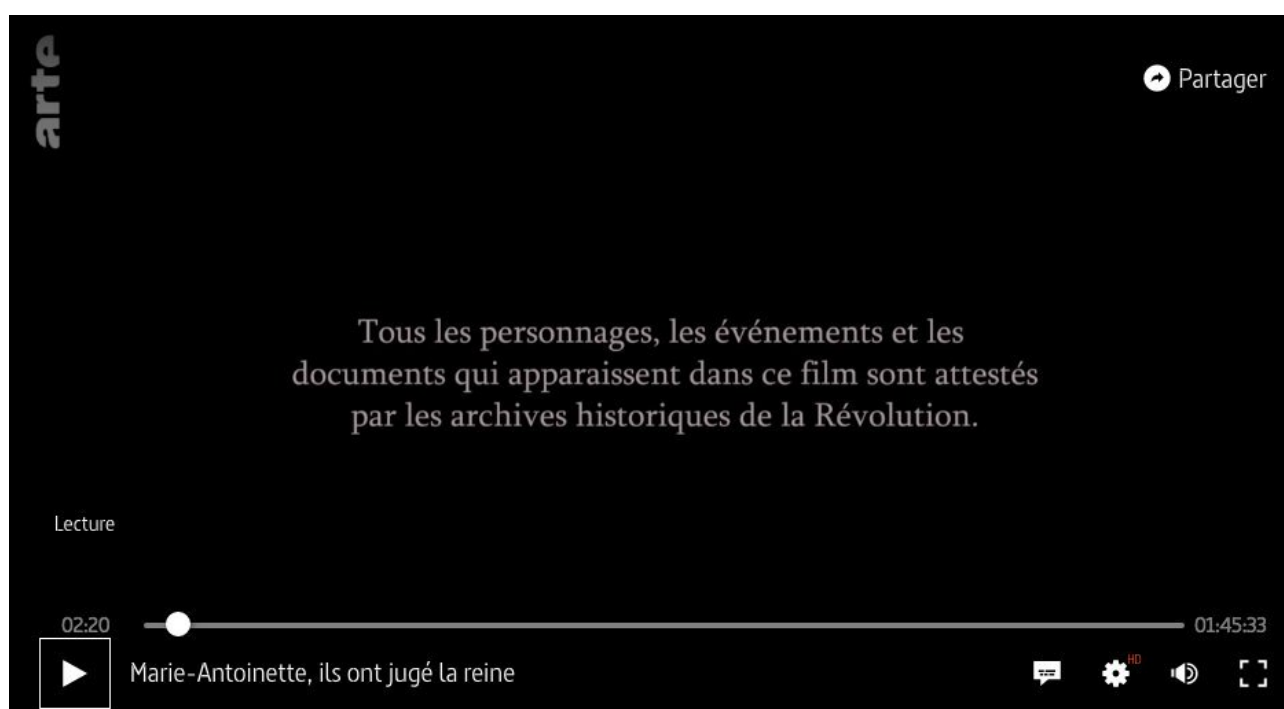 arte
Partager
Tous les personnages, les événements et les
documents qui apparaissent dans ce film sont attestés
par les archives historiques de la Révolution.
Lecture
02:20
01:45:33
Marie-Antoinette, ils ont jugé la reine
HD